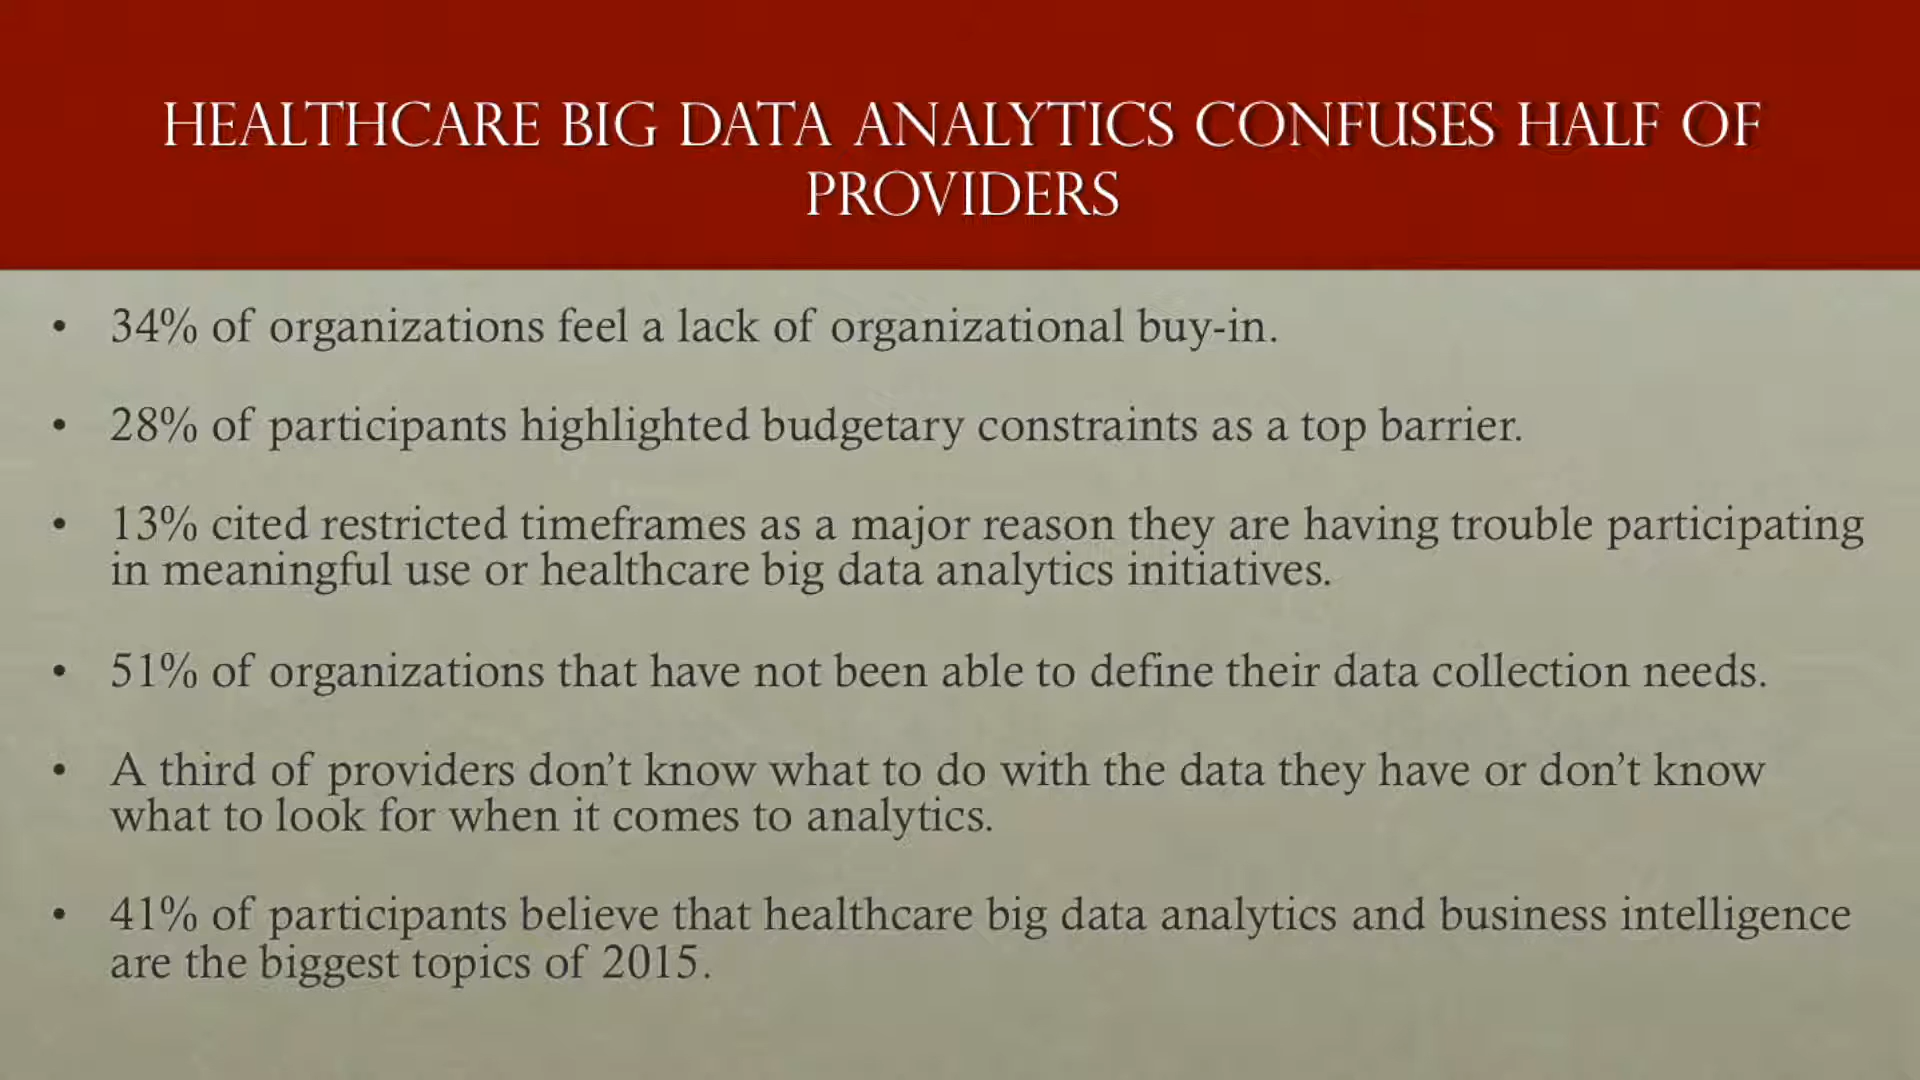 HEALTHCARE BIG DATA ANALYTICS CONFUSES HALF OF
PROVIDERS
• 34% of organizations feel a lack of organizational buy-in.
• 28% of participants highlighted budgetary constraints as a top barrier.
• 13% cited restricted timeframes as a major reason they are having trouble participating
in meaningful use or healthcare big data analytics initiatives.
• 51% of organizations that have not been able to define their data collection needs.
• A third of providers don’t know what to do with the data they have or don’t know
what to look for when it comes to analytics.
• 41% of participants believe that healthcare big data analytics and business intelligence
are the biggest topics of 2015.